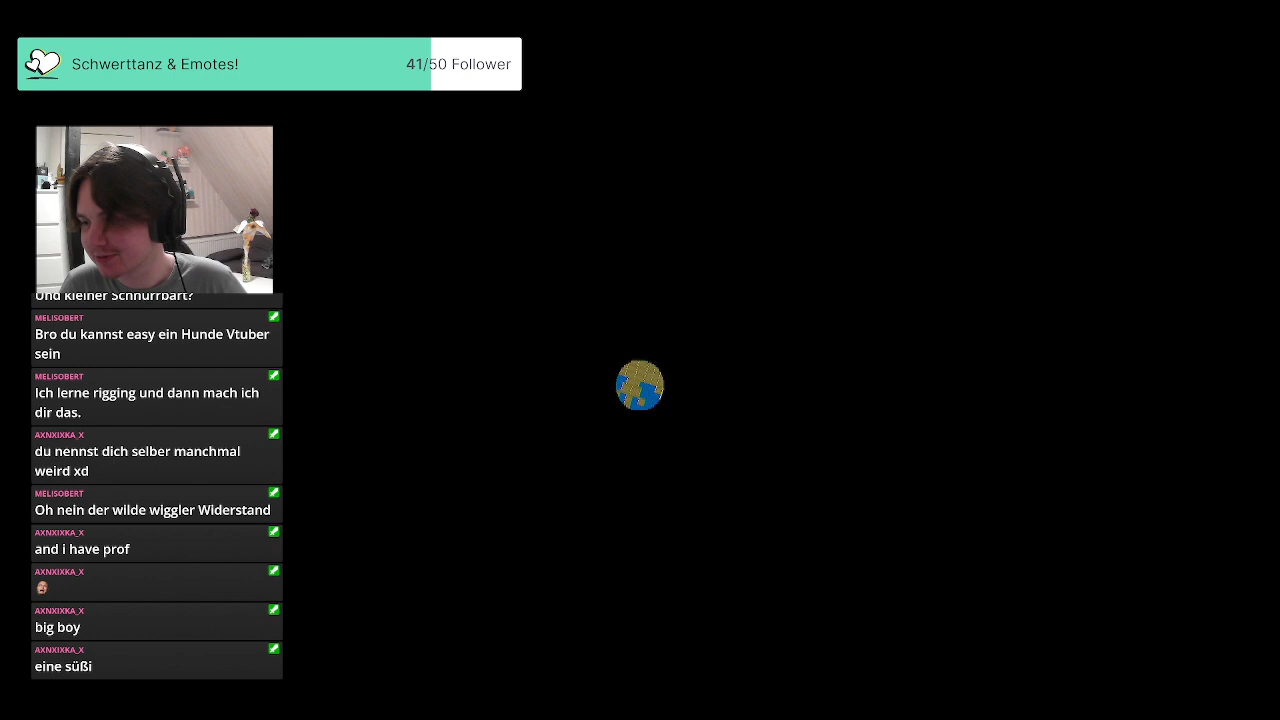 Schwerttanz & Emotes!
41/50 Follower
Und kleiner Schnurrbart?
MELISOBERT
Bro du kannst easy ein Hunde Vtuber
sein
MELISOBERT
Ich lerne rigging und dann mach ich
dir das.
AXNXIXKA_X
du nennst dich selber manchmal
weird xd
MELISOBERT
Oh nein der wilde wiggler Widerstand
AXNXIXKA_X
and i have prof
AXNXIXKA_X
AXNXIXKA_X
big boy
AXNXIXKA_X
eine süßi